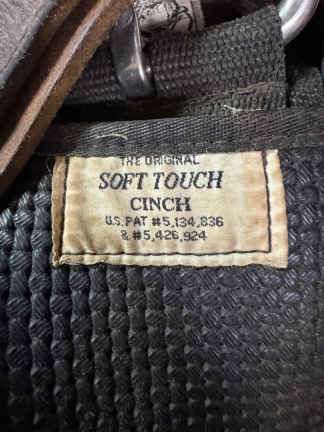 THE ORIGINAL
SOFT TOUCH
CINCH
U.S. PAT #5,134,836
& #5,426,924